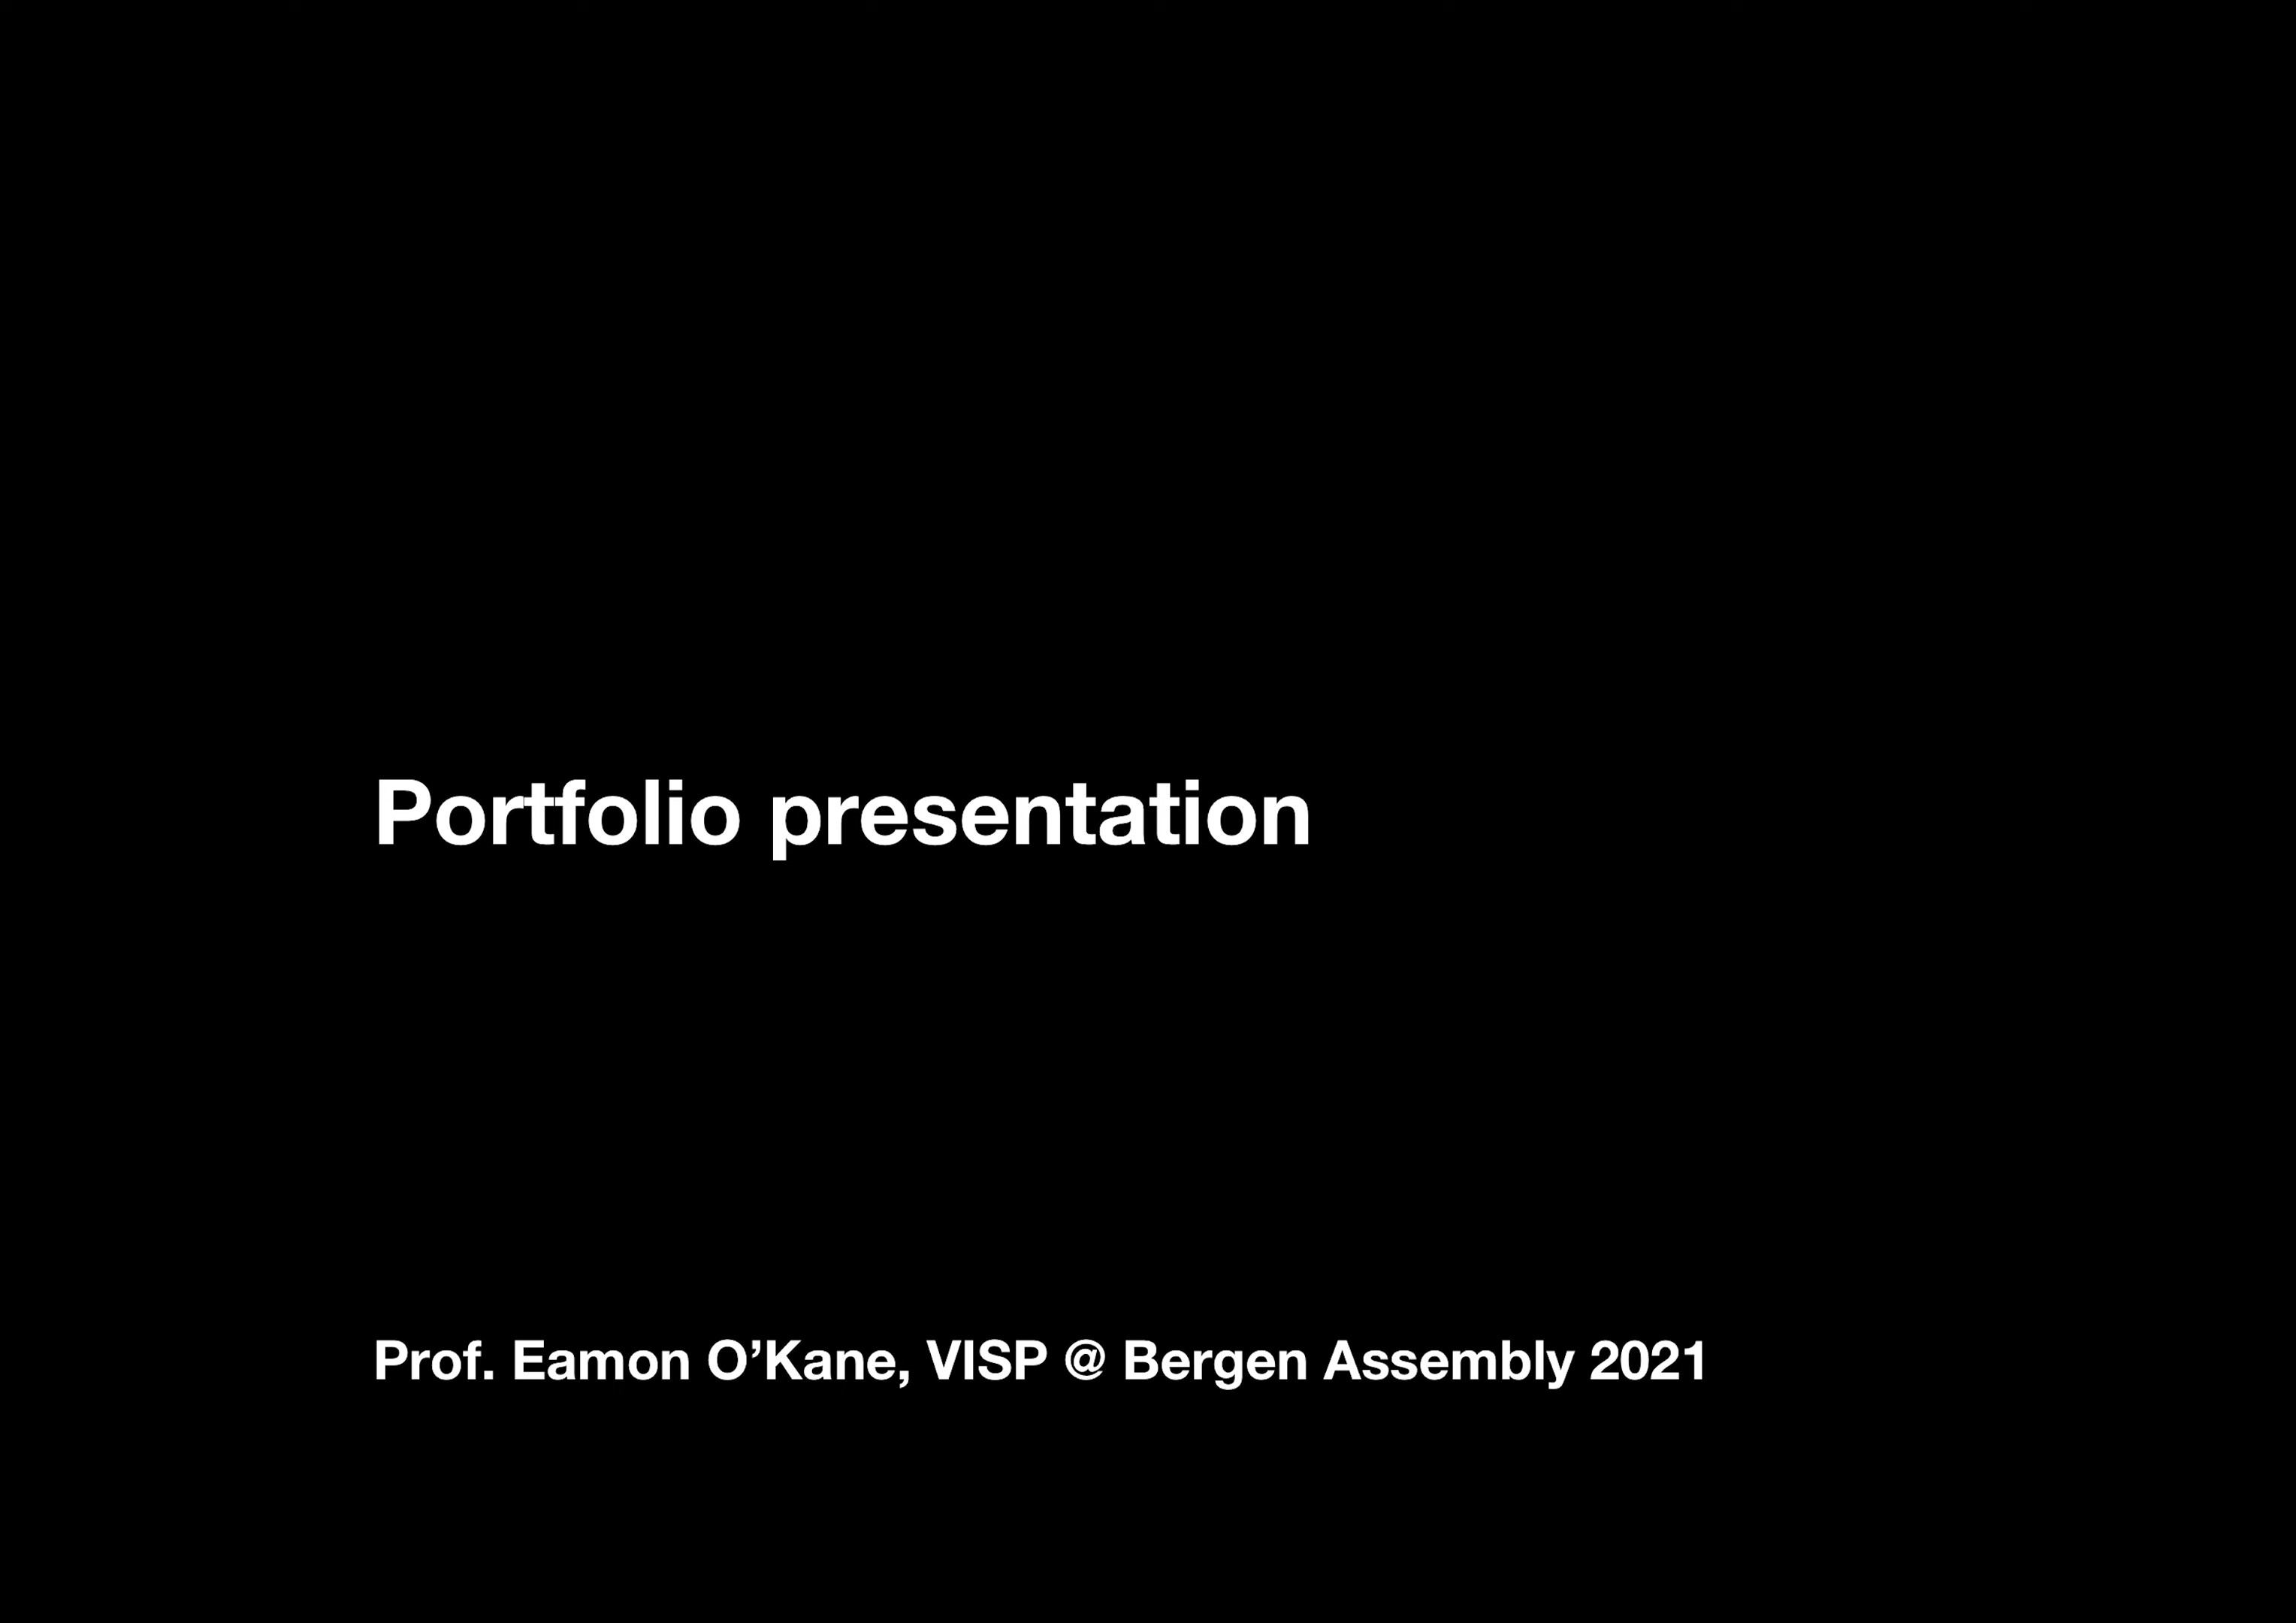 Portfolio presentation
Prof. Eamon O’Kane, VISP @ Bergen Assembly 2021